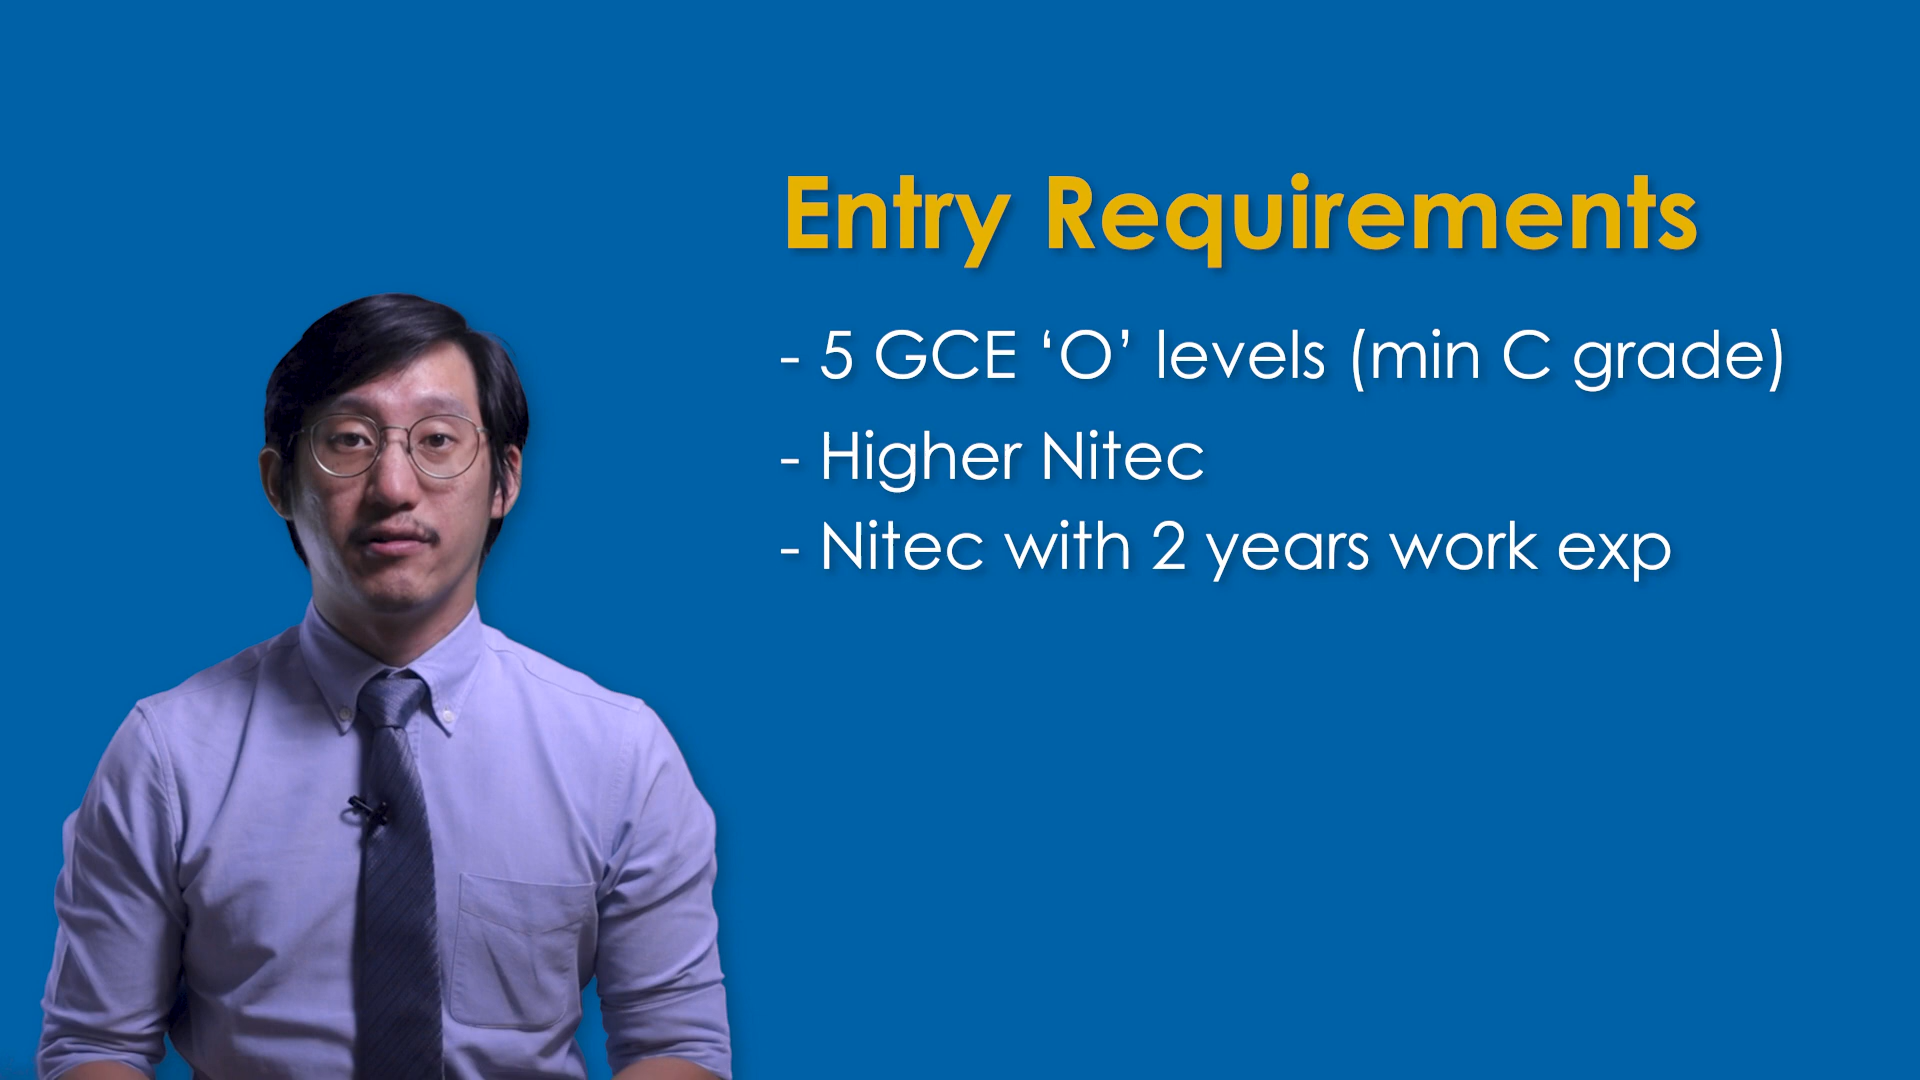 Entry Requirements
- 5 GCE ‘O’ levels (min C grade)
- Higher Nitec
- Nitec with 2 years work exp